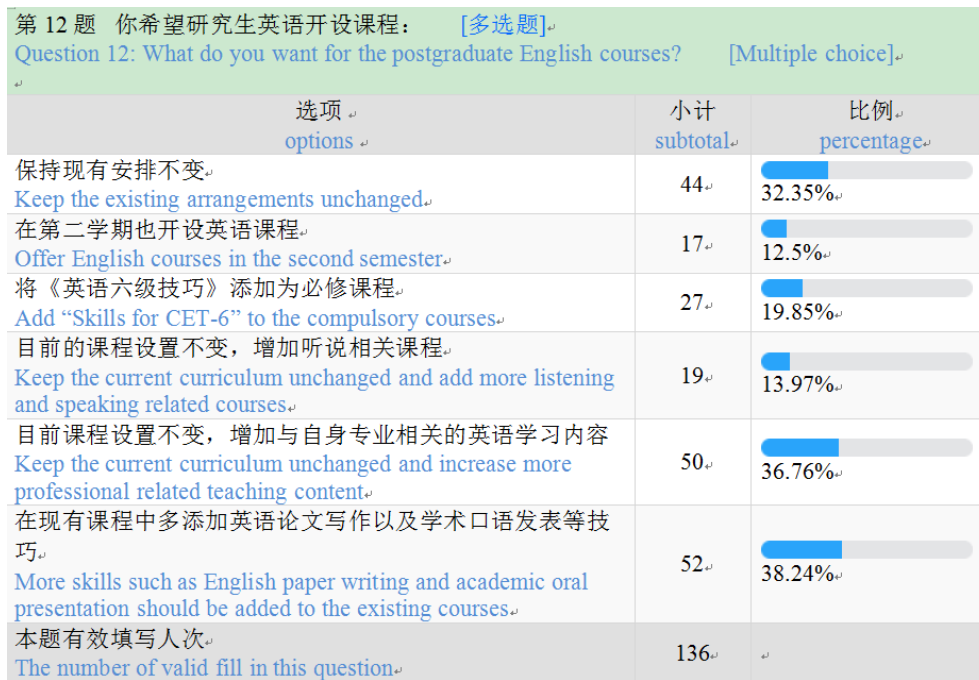 第 12 题 你希望研究生英语开设课程： [多选题]
Question 12: What do you want for the postgraduate English courses? [Multiple choice]
选项 小计 比例
options subtotal percentage
保持现有安排不变
Keep the existing arrangements unchanged
44
32.35%
在第二学期也开设英语课程
Offer English courses in the second semester
17
12.5%
将《英语六级技巧》添加为必修课程
Add “Skills for CET-6” to the compulsory courses
27
19.85%
目前的课程设置不变，增加听说相关课程
Keep the current curriculum unchanged and add more listening
and speaking related courses
19
13.97%
目前课程设置不变，增加与自身专业相关的英语学习内容
Keep the current curriculum unchanged and increase more
professional related teaching content
50
36.76%
在现有课程中多添加英语论文写作以及学术口语发表等技
巧
More skills such as English paper writing and academic oral
presentation should be added to the existing courses
52
38.24%
本题有效填写人次
The number of valid fill in this question
136